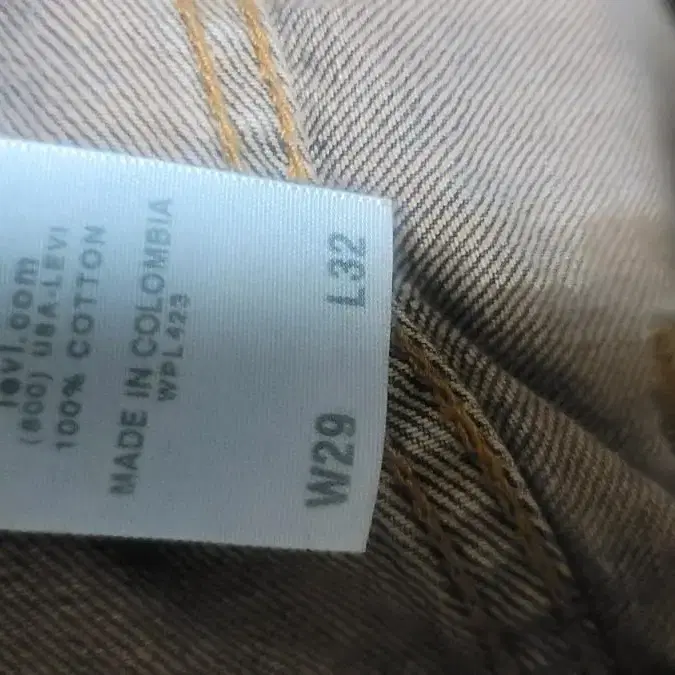 levi.com
(800) USA-LEVI
100% COTTON
MADE IN COLOMBIA
WPL423
W29 L32